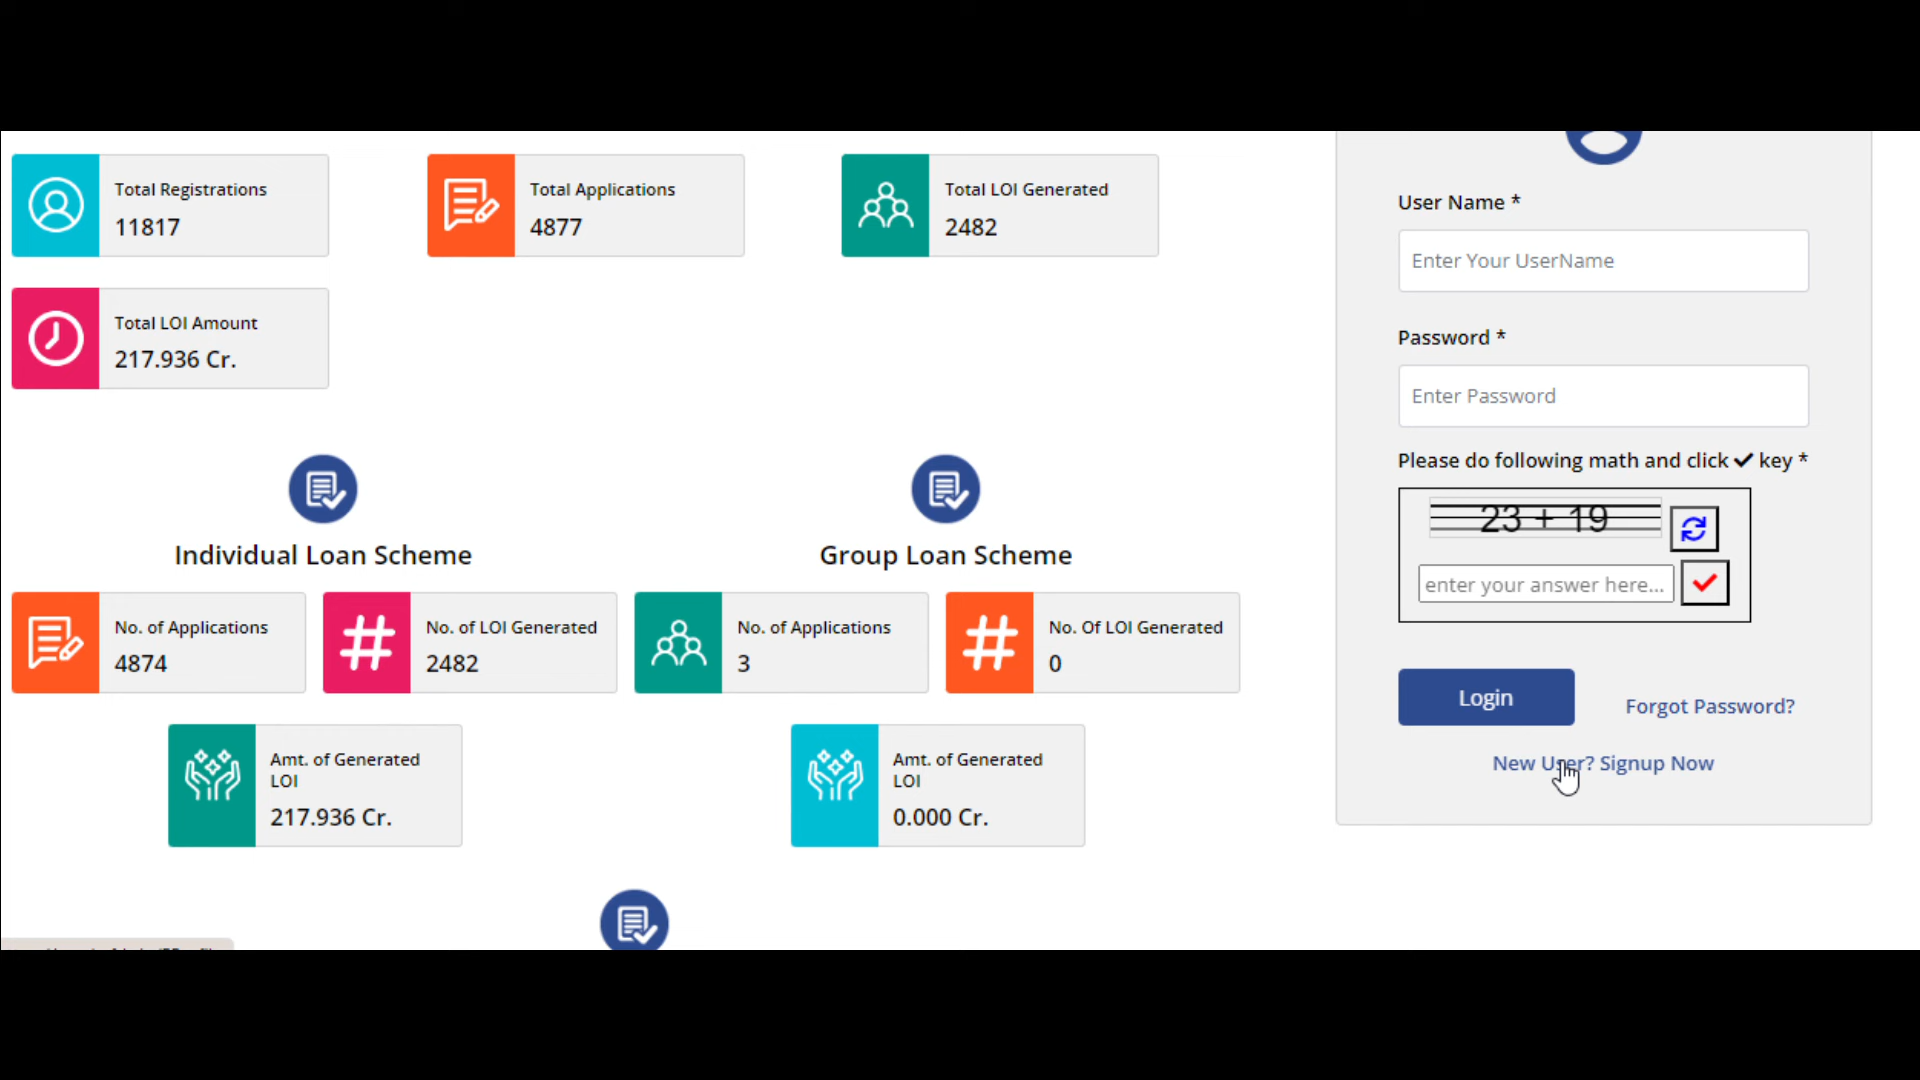 Total Registrations
11817
Total Applications
4877
Total LOI Generated
2482
Total LOI Amount
217.936 Cr.
Individual Loan Scheme
No. of Applications
4874
No. of LOI Generated
2482
Amt. of Generated
LOI
217.936 Cr.
Group Loan Scheme
No. of Applications
3
No. Of LOI Generated
0
Amt. of Generated
LOI
0.000 Cr.
User Name *
Enter Your UserName
Password *
Enter Password
Please do following math and click ✔ key *
23 + 19
enter your answer here...
Login
Forgot Password?
New User? Signup Now